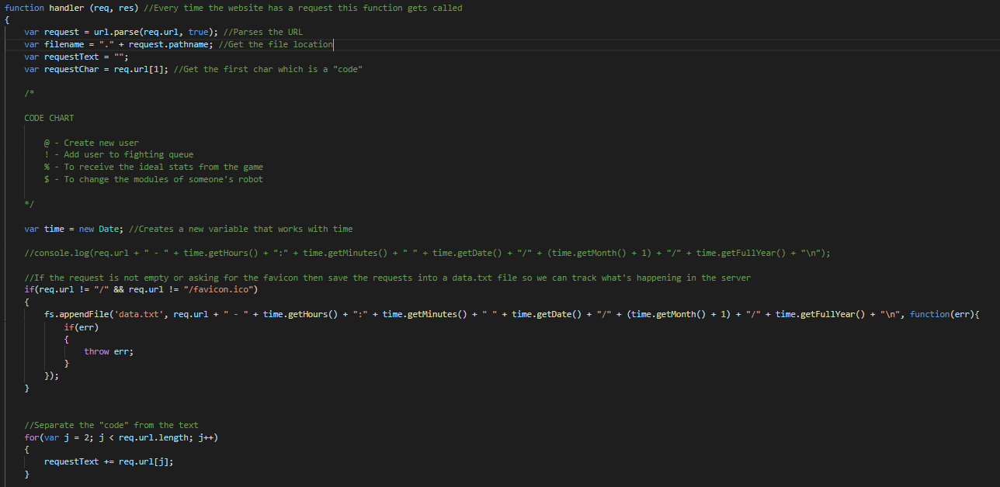 function handler (req, res) //Every time the website has a request this function gets called
{
var request = url.parse(req.url, true); //Parses the URL
var filename = "." + request.pathname; //Get the file location
var requestText = "";
var requestChar = req.url[1]; //Get the first char which is a "code"
/*
CODE CHART
@ - Create new user
! - Add user to fighting queue
% - To receive the ideal stats from the game
$ - To change the modules of someone's robot
*/
var time = new Date; //Creates a new variable that works with time
//console.log(req.url + " - " + time.getHours() + ":" + time.getMinutes() + " " + time.getDate() + "/" + (time.getMonth() + 1) + "/" + time.getFullYear() + "\n");
//If the request is not empty or asking for the favicon then save the requests into a data.txt file so we can track what's happening in the server
if(req.url != "/" && req.url != "/favicon.ico")
{
fs.appendFile('data.txt', req.url + " - " + time.getHours() + ":" + time.getMinutes() + " " + time.getDate() + "/" + (time.getMonth() + 1) + "/" + time.getFullYear() + "\n", function(err){
if(err)
{
throw err;
}
});
}
//Separate the "code" from the text
for(var j = 2; j < req.url.length; j++)
{
requestText += req.url[j];
}